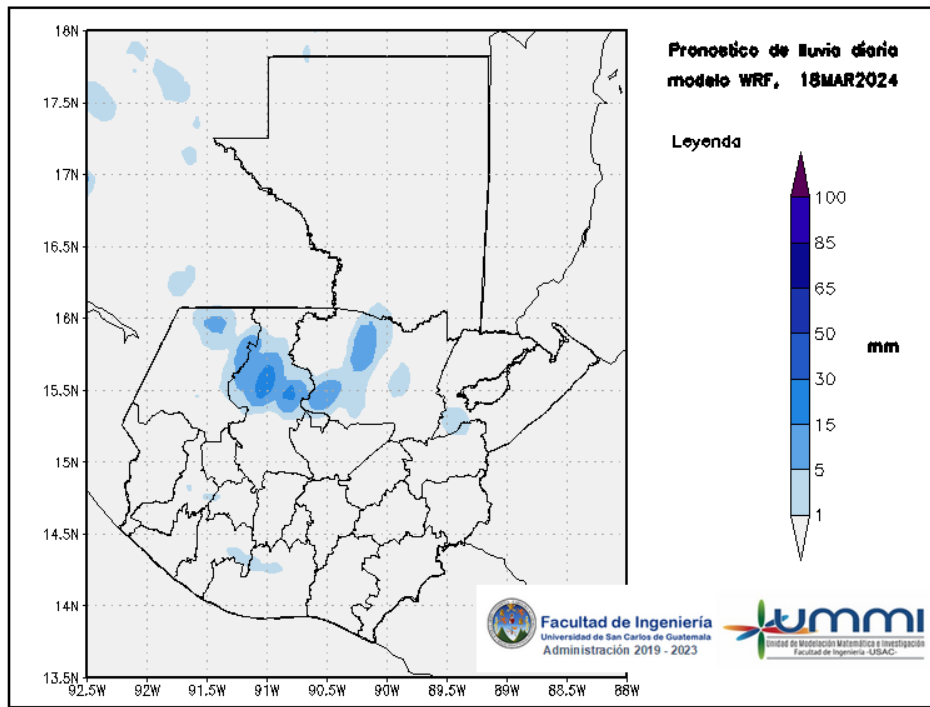 Pronostico de lluvia diaria
modelo WRF, 18MAR2024
Leyenda
100
85
65
50
30
15
5
1
mm
18N
17.5N
17N
16.5N
16N
15.5N
15N
14.5N
14N
13.5N
92.5W 92W 91.5W 91W 90.5W 90W 89.5W 89W 88.5W 88W
Facultad de Ingeniería
Universidad de San Carlos de Guatemala
Administración 2019 - 2023
UMMI
Unidad de Modelación Matemática e Investigación
Facultad de Ingeniería -USAC-